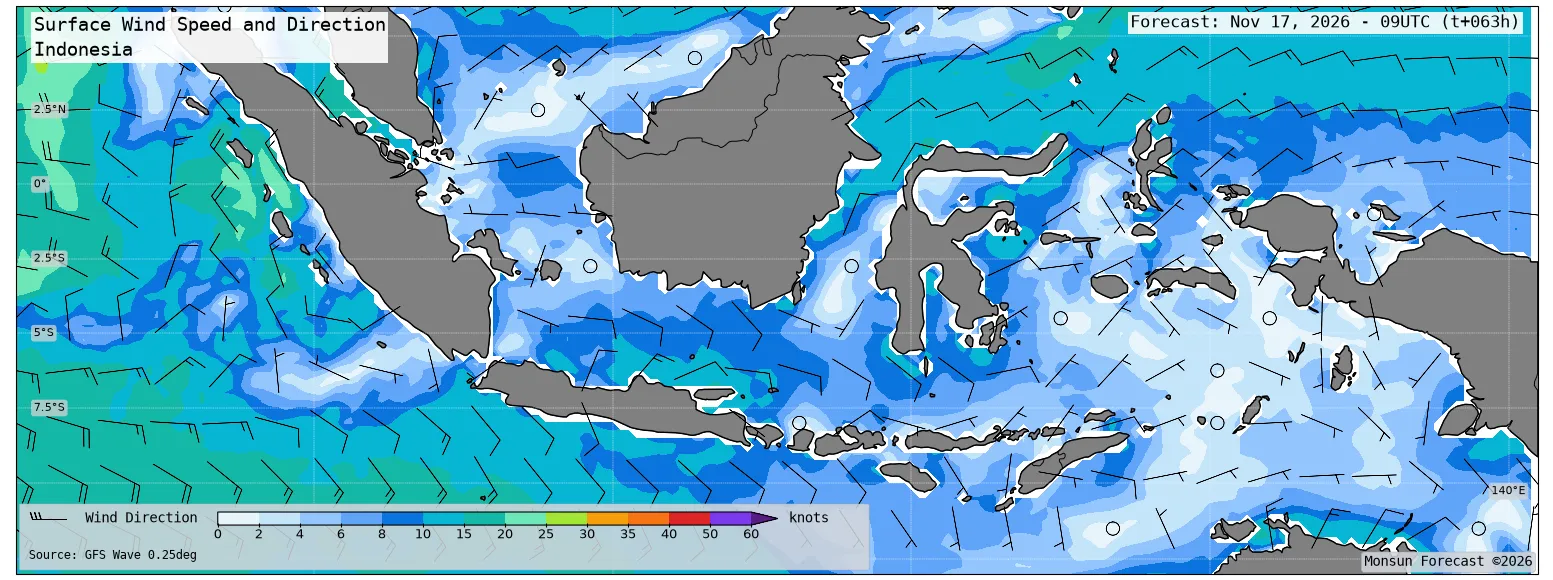 Surface Wind Speed and Direction
Indonesia
Forecast: Nov 17, 2026 - 09UTC (t+063h)
2.5°N
0°
2.5°S
5°S
7.5°S
140°E
Wind Direction
0 2 4 6 8 10 15 20 25 30 35 40 50 60
knots
Source: GFS Wave 0.25deg
Monsun Forecast ©2026